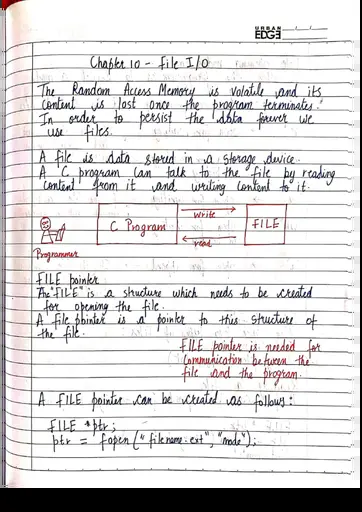 URBAN
EDGE
Chapter 10 - File I/O
The Random Access Memory is volatile and its
content is lost once the program terminates.
In order to persist the data forever we
use files.
A file is data stored in a storage device.
A C program can talk to the file by reading
content from it and writing content to it.
C Program
write
read
FILE
Programmer
FILE pointer
The "FILE" is a structure which needs to be created
for opening the file.
A file pointer is a pointer to this structure of
the file.
FILE pointer is needed for
communication between the
file and the program.
A FILE pointer can be created as follows:
FILE *ptr;
ptr = fopen("filename.ext", "mode");